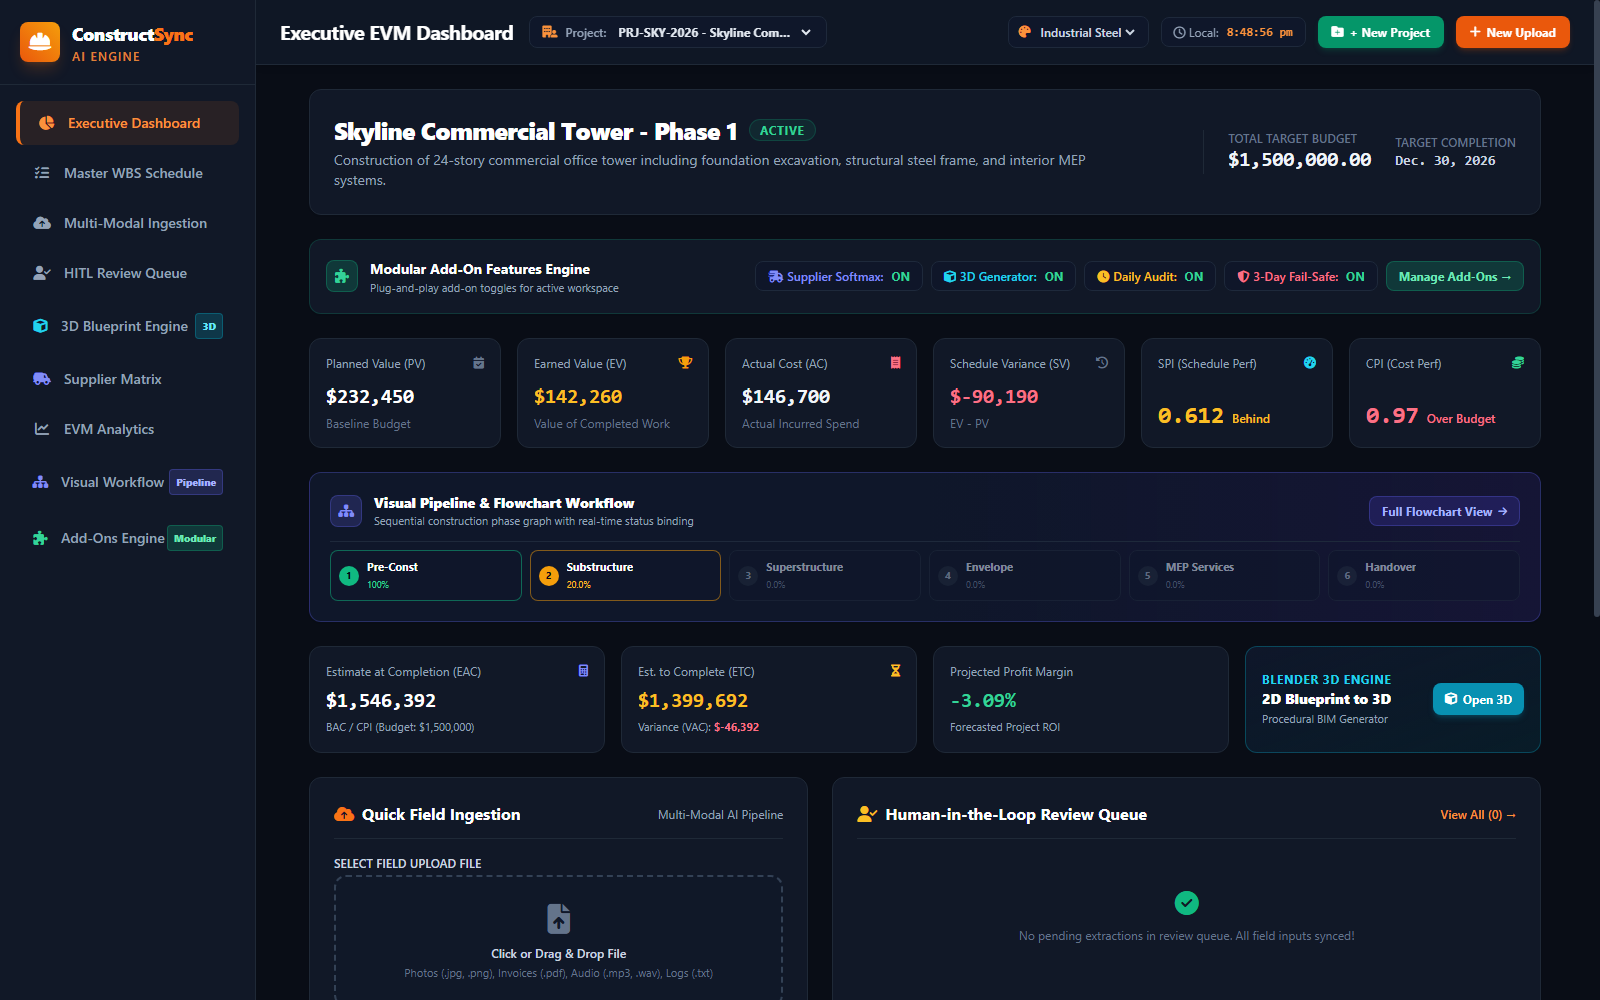 ConstructSync
AI ENGINE
Executive Dashboard
Master WBS Schedule
Multi-Modal Ingestion
HITL Review Queue
3D Blueprint Engine 3D
Supplier Matrix
EVM Analytics
Visual Workflow Pipeline
Add-Ons Engine Modular
Executive EVM Dashboard
Project: PRJ-SKY-2026 - Skyline Com...
Industrial Steel
Local: 8:48:56 pm
+ New Project
+ New Upload
Skyline Commercial Tower - Phase 1 ACTIVE
Construction of 24-story commercial office tower including foundation excavation, structural steel frame, and interior MEP
systems.
TOTAL TARGET BUDGET
$1,500,000.00
TARGET COMPLETION
Dec. 30, 2026
Modular Add-On Features Engine
Plug-and-play add-on toggles for active workspace
Supplier Softmax: ON
3D Generator: ON
Daily Audit: ON
3-Day Fail-Safe: ON
Manage Add-Ons →
Planned Value (PV)
$232,450
Baseline Budget
Earned Value (EV)
$142,260
Value of Completed Work
Actual Cost (AC)
$146,700
Actual Incurred Spend
Schedule Variance (SV)
$-90,190
EV - PV
SPI (Schedule Perf)
0.612 Behind
CPI (Cost Perf)
0.97 Over Budget
Visual Pipeline & Flowchart Workflow
Sequential construction phase graph with real-time status binding
Full Flowchart View →
1 Pre-Const
100%
2 Substructure
20.0%
3 Superstructure
0.0%
4 Envelope
0.0%
5 MEP Services
0.0%
6 Handover
0.0%
Estimate at Completion (EAC)
$1,546,392
BAC / CPI (Budget: $1,500,000)
Est. to Complete (ETC)
$1,399,692
Variance (VAC): $-46,392
Projected Profit Margin
-3.09%
Forecasted Project ROI
BLENDER 3D ENGINE
2D Blueprint to 3D
Procedural BIM Generator
Open 3D
Quick Field Ingestion
Multi-Modal AI Pipeline
SELECT FIELD UPLOAD FILE
Click or Drag & Drop File
Photos (.jpg, .png), Invoices (.pdf), Audio (.mp3, .wav), Logs (.txt)
Human-in-the-Loop Review Queue
View All (0) →
No pending extractions in review queue. All field inputs synced!